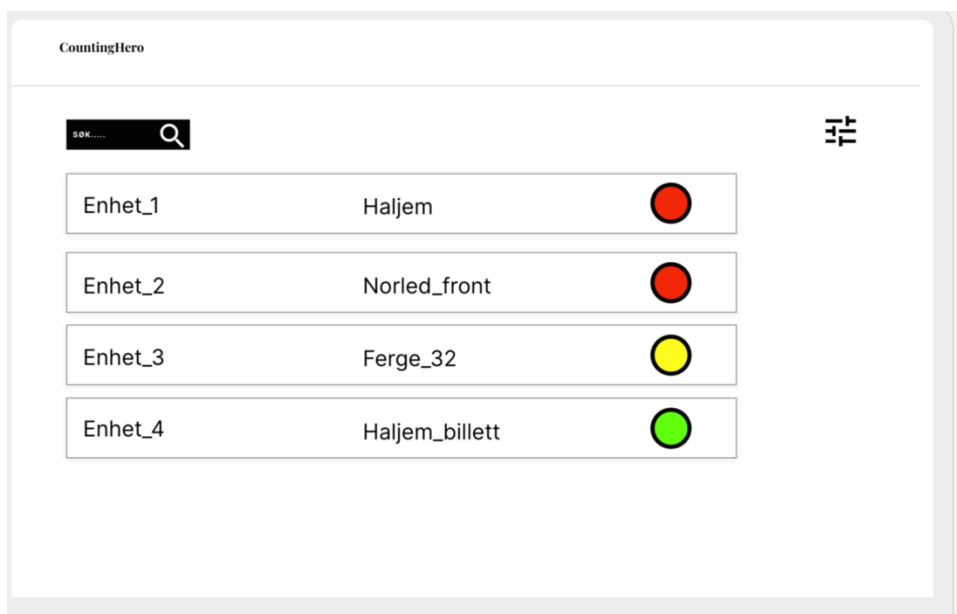 CountingHero
SØK.....
Enhet_1 Haljem
Enhet_2 Norled_front
Enhet_3 Ferge_32
Enhet_4 Haljem_billett